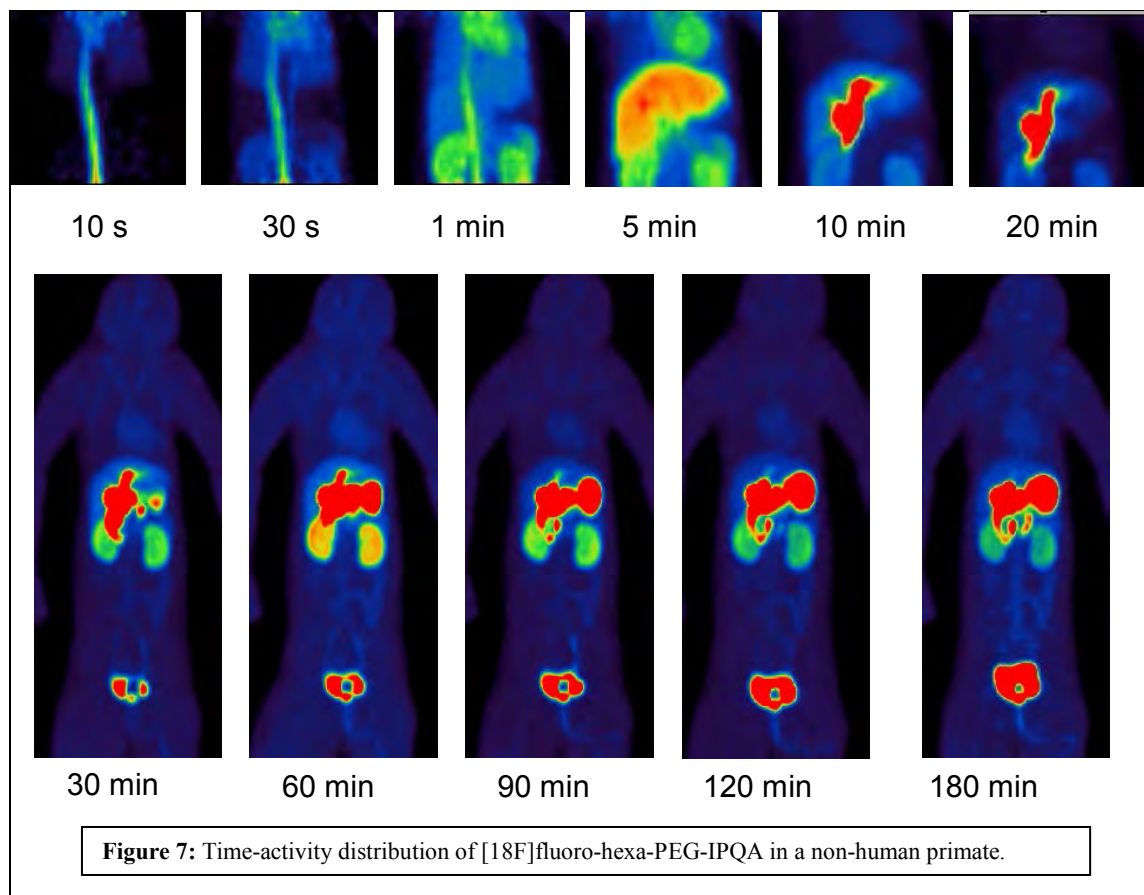 10 s 30 s 1 min 5 min 10 min 20 min
30 min 60 min 90 min 120 min 180 min
Figure 7: Time-activity distribution of [18F]fluoro-hexa-PEG-IPQA in a non-human primate.